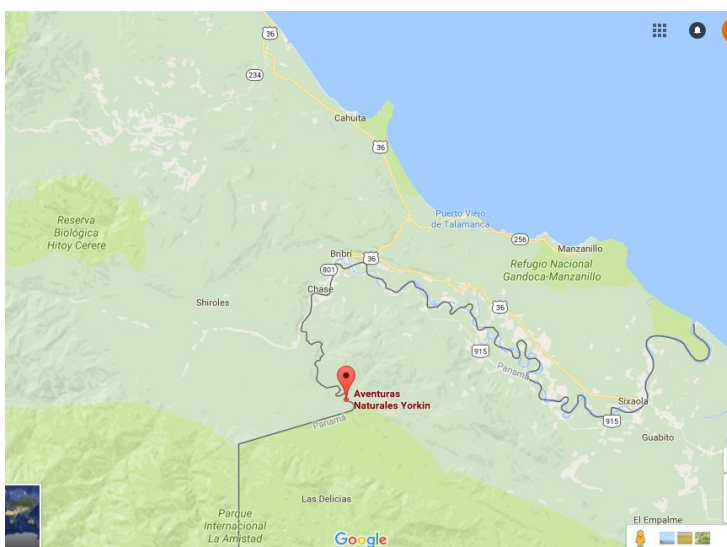 36
234
Cahuita
36
Puerto Viejo
de Talamanca
256
Manzanillo
Reserva
Biológica
Hitoy Cerere
Bribri
36
Refugio Nacional
Gandoca-Manzanillo
801
Chase
Shiroles
36
915
Panamá
Aventuras
Naturales Yorkin
Sixaola
Panamá
915
Guabito
Las Delicias
Parque
Internacional
La Amistad
El Empalme
Google